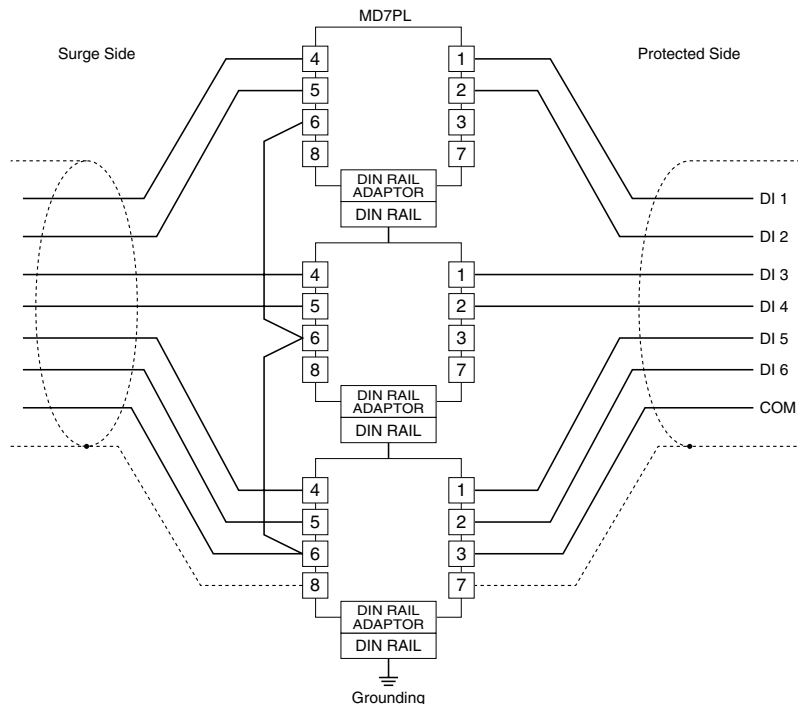 MD7PL
Surge Side
Protected Side
4
1
5
2
6
3
8
7
DIN RAIL
ADAPTOR
DIN RAIL
DI 1
DI 2
4
1
DI 3
5
2
DI 4
6
3
DI 5
8
7
DI 6
DIN RAIL
ADAPTOR
COM
DIN RAIL
4
1
5
2
6
3
8
7
DIN RAIL
ADAPTOR
DIN RAIL
Grounding